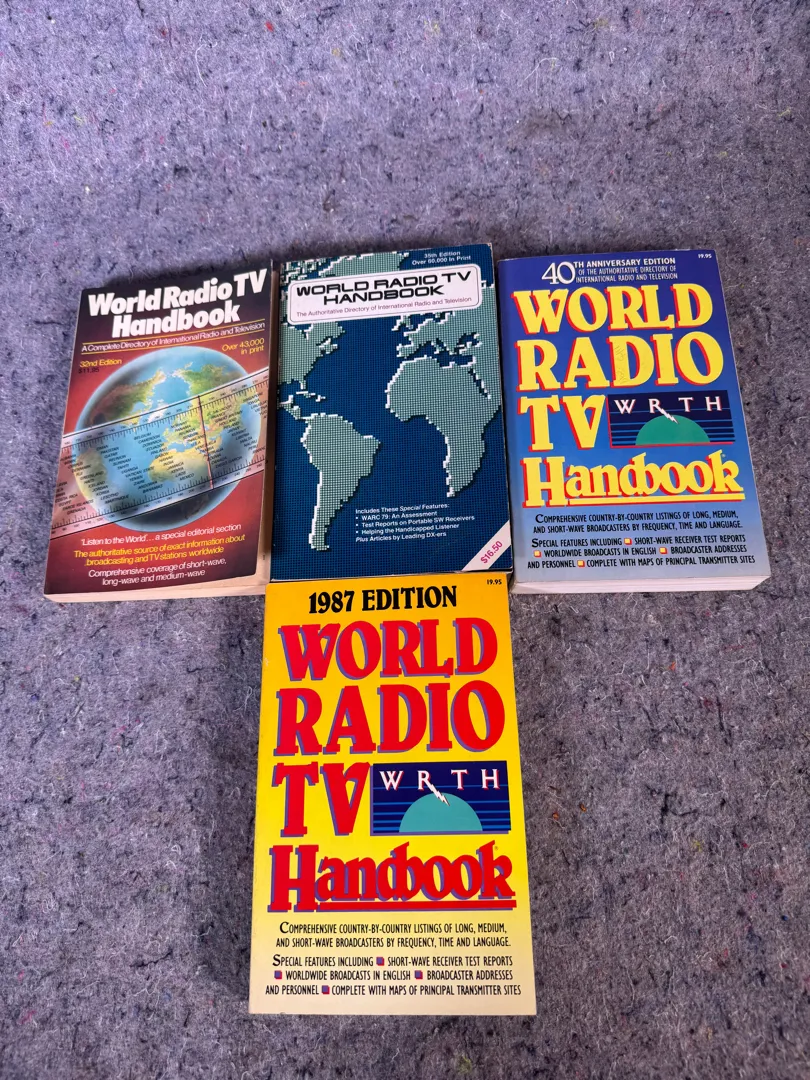 World Radio TV
Handbook
A Complete Directory of International Radio and Television
32nd Edition
Over 43,000
in print
"Listen to the World"... a special editorial section
The authoritative source of exact information about
broadcasting and TV stations worldwide
Comprehensive coverage of short-wave,
long-wave and medium-wave
35th Edition
Over 60,000 In Print
WORLD RADIO TV
HANDBOOK
The Authoritative Directory of International Radio and Television
Includes These Special Features:
• WARC 79: An Assessment
• Test Reports on Portable SW Receivers
• Helping the Handicapped Listener
Plus Articles by Leading DX-ers
$16.50
19.95
40TH ANNIVERSARY EDITION
OF THE AUTHORITATIVE DIRECTORY OF
INTERNATIONAL RADIO AND TELEVISION
WORLD
RADIO
TV
WRTH
Handbook
COMPREHENSIVE COUNTRY-BY-COUNTRY LISTINGS OF LONG, MEDIUM,
AND SHORT-WAVE BROADCASTERS BY FREQUENCY, TIME AND LANGUAGE.
SPECIAL FEATURES INCLUDING ■ SHORT-WAVE RECEIVER TEST REPORTS
■ WORLDWIDE BROADCASTS IN ENGLISH ■ BROADCASTER ADDRESSES
AND PERSONNEL ■ COMPLETE WITH MAPS OF PRINCIPAL TRANSMITTER SITES
19.95
1987 EDITION
WORLD
RADIO
TV
WRTH
Handbook
COMPREHENSIVE COUNTRY-BY-COUNTRY LISTINGS OF LONG, MEDIUM,
AND SHORT-WAVE BROADCASTERS BY FREQUENCY, TIME AND LANGUAGE.
SPECIAL FEATURES INCLUDING ■ SHORT-WAVE RECEIVER TEST REPORTS
■ WORLDWIDE BROADCASTS IN ENGLISH ■ BROADCASTER ADDRESSES
AND PERSONNEL ■ COMPLETE WITH MAPS OF PRINCIPAL TRANSMITTER SITES